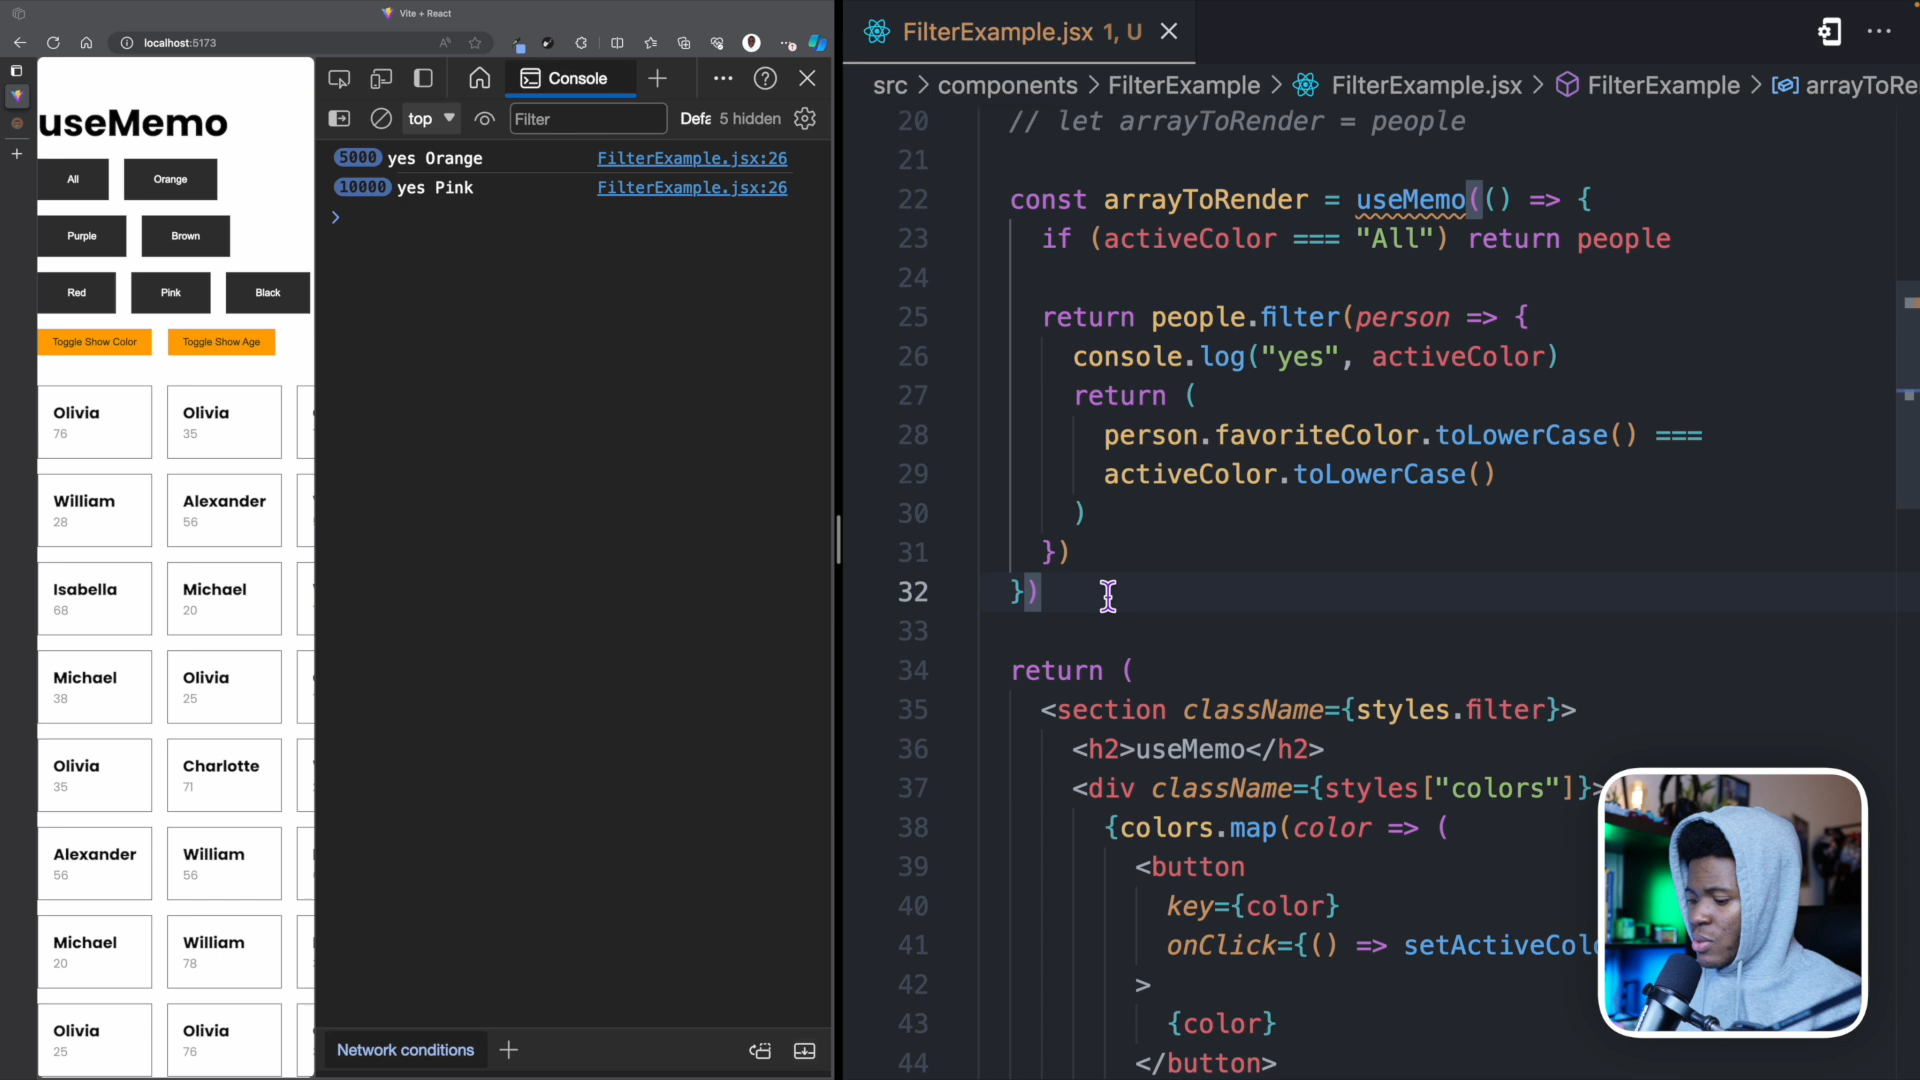 Vite + React
localhost:5173
useMemo
All
Orange
Purple
Brown
Red
Pink
Black
Toggle Show Color
Toggle Show Age
Olivia
76
Olivia
35
William
28
Alexander
56
Isabella
68
Michael
20
Michael
38
Olivia
25
Olivia
35
Charlotte
71
Alexander
56
William
56
Michael
20
William
78
Olivia
25
Olivia
76
Console
top
Filter
Defa
5 hidden
5000 yes Orange FilterExample.jsx:26
10000 yes Pink FilterExample.jsx:26
Network conditions
FilterExample.jsx 1, U
src > components > FilterExample > FilterExample.jsx > FilterExample > arrayToRe
20 // let arrayToRender = people
21
22 const arrayToRender = useMemo(() => {
23 if (activeColor === "All") return people
24
25 return people.filter(person => {
26 console.log("yes", activeColor)
27 return (
28 person.favoriteColor.toLowerCase() ===
29 activeColor.toLowerCase()
30 )
31 })
32 })
33
34 return (
35 <section className={styles.filter}>
36 <h2>useMemo</h2>
37 <div className={styles["colors"]}>
38 {colors.map(color => (
39 <button
40 key={color}
41 onClick={() => setActiveColo
42 >
43 {color}
44 </button>